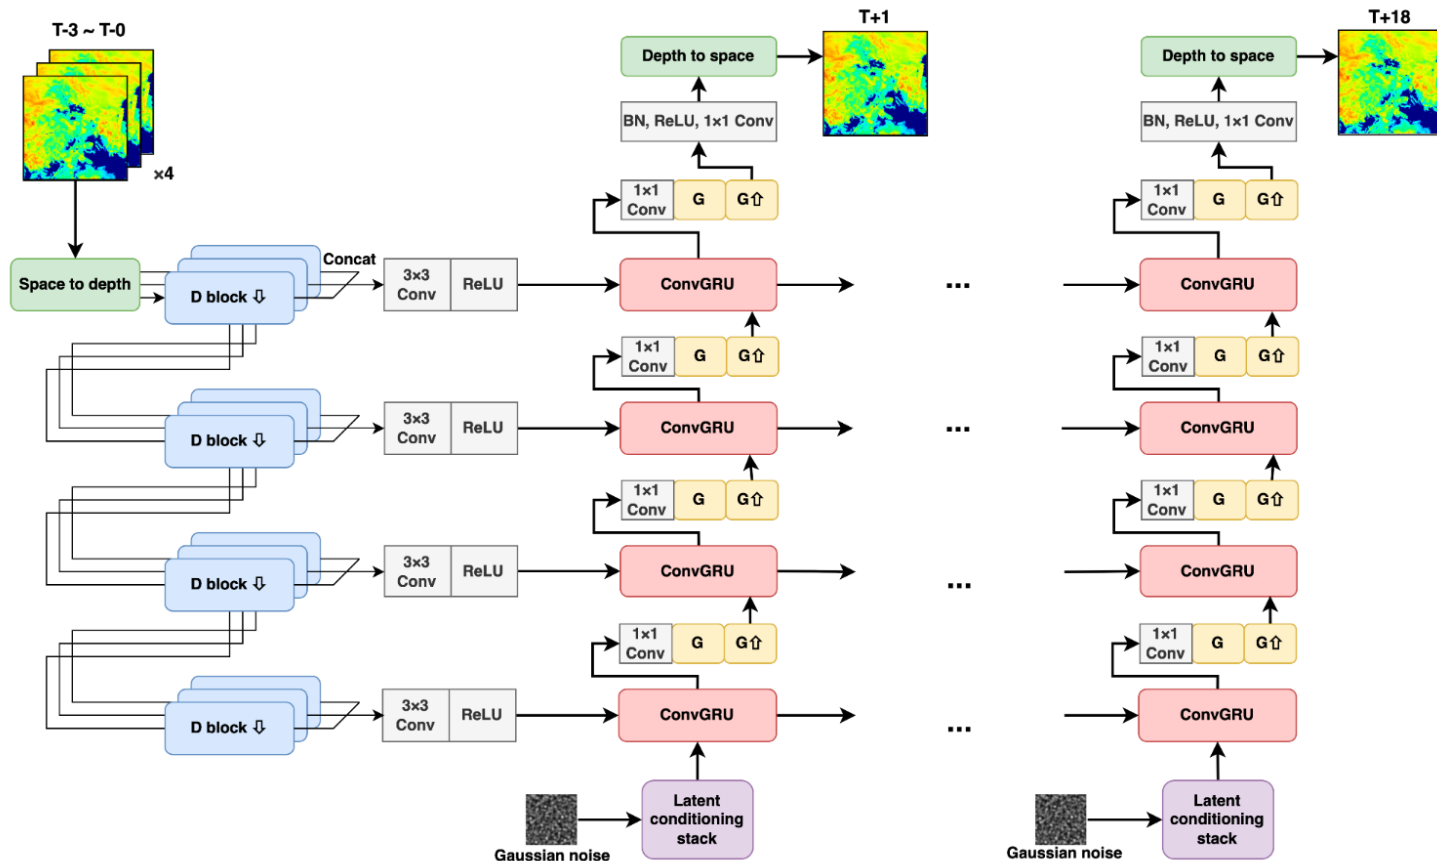 T-3 ~ T-0
×4
T+1
T+18
Depth to space
Depth to space
BN, ReLU, 1×1 Conv
BN, ReLU, 1×1 Conv
1×1
Conv
G
G⇧
1×1
Conv
G
G⇧
Space to depth
D block ⇩
Concat
3×3
Conv
ReLU
ConvGRU
...
ConvGRU
1×1
Conv
G
G⇧
1×1
Conv
G
G⇧
D block ⇩
3×3
Conv
ReLU
ConvGRU
...
ConvGRU
1×1
Conv
G
G⇧
1×1
Conv
G
G⇧
D block ⇩
3×3
Conv
ReLU
ConvGRU
...
ConvGRU
1×1
Conv
G
G⇧
1×1
Conv
G
G⇧
D block ⇩
3×3
Conv
ReLU
ConvGRU
...
ConvGRU
Gaussian noise
Latent
conditioning
stack
Gaussian noise
Latent
conditioning
stack